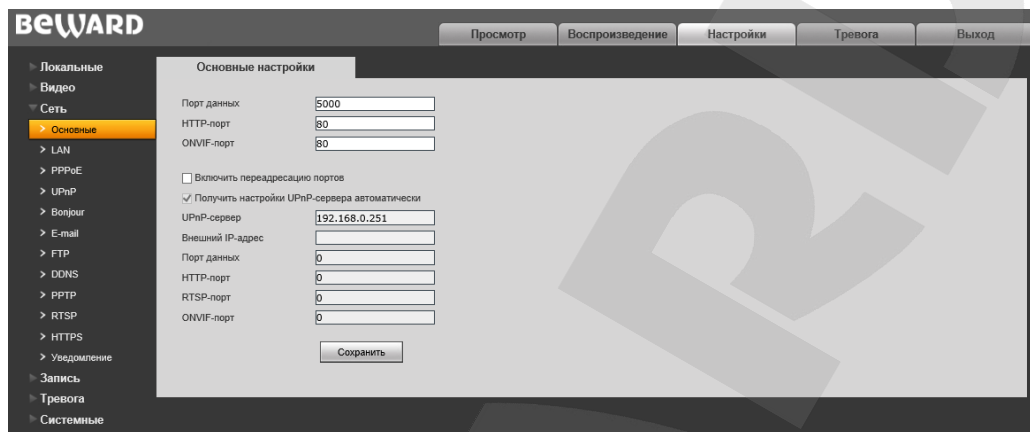 BEWARD
Просмотр
Воспроизведение
Настройки
Тревога
Выход
Локальные
Видео
Сеть
Основные
LAN
PPPoE
UPnP
Bonjour
E-mail
FTP
DDNS
PPTP
RTSP
HTTPS
Уведомление
Запись
Тревога
Системные
Основные настройки
Порт данных 5000
HTTP-порт 80
ONVIF-порт 80
Включить переадресацию портов
Получить настройки UPnP-сервера автоматически
UPnP-сервер 192.168.0.251
Внешний IP-адрес
Порт данных 0
HTTP-порт 0
RTSP-порт 0
ONVIF-порт 0
Сохранить